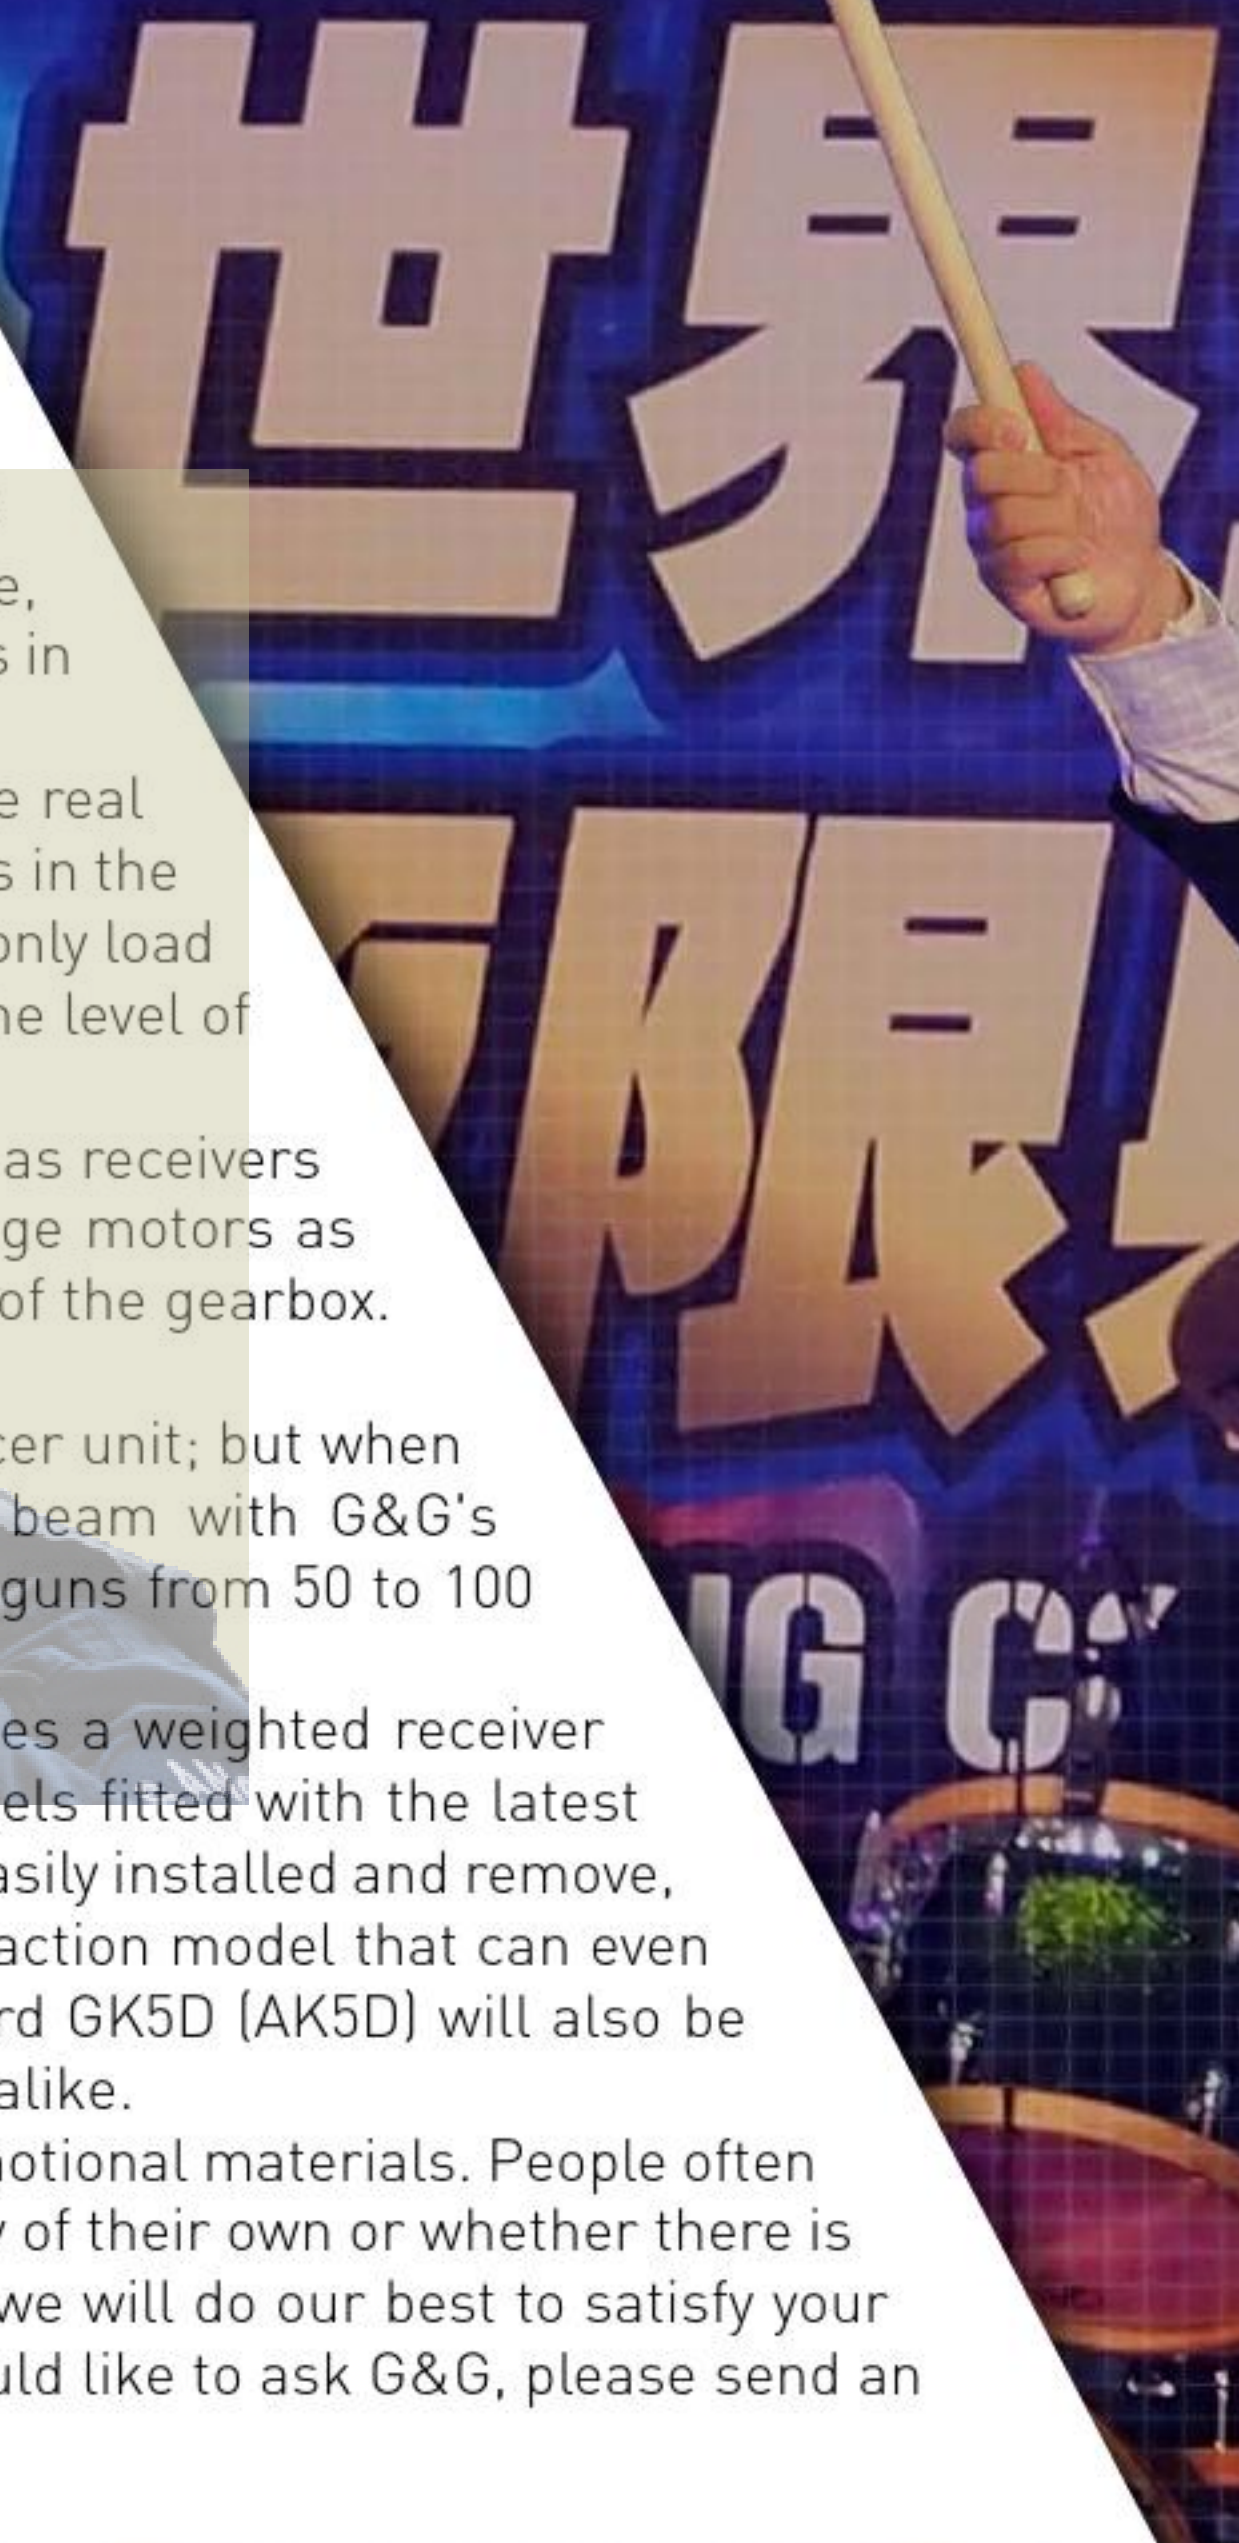 世界
限
G C
e,
s in
e real
s in the
only load
he level of
as receivers
ge motors as
of the gearbox.
cer unit; but when
beam with G&G's
guns from 50 to 100
es a weighted receiver
els fitted with the latest
asily installed and remove,
action model that can even
rd GK5D (AK5D) will also be
alike.
notional materials. People often
y of their own or whether there is
we will do our best to satisfy your
uld like to ask G&G, please send an